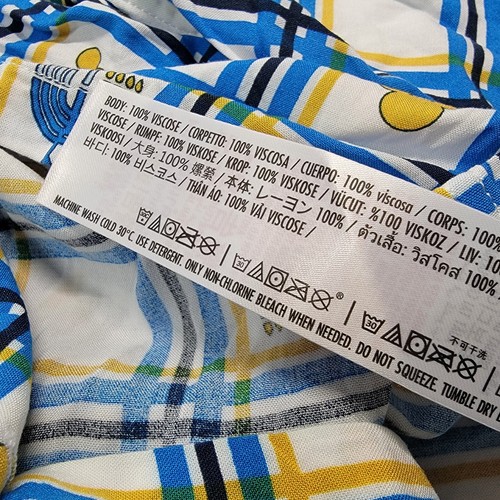 BODY: 100% VISCOSE / CORPETTO: 100% VISCOSA / CUERPO: 100% viscosa / CORPS: 100%
VISCOSE / RUMPF: 100% VISKOSE / KROP: 100% VISKOSE / VÜCUT: %100 VISKOZ / LIV: 10
VISKOOSI / 大身: 100% 嫘縈 / 本体: レーヨン 100% / ตัวเสื้อ: วิสโคส 100%
바디: 100% 비스코스 / THÂN ÁO: 100% VẢI VISCOSE /
30 30 ® 30 不可干洗
MACHINE WASH COLD 30°C. USE DETERGENT. ONLY NON-CHLORINE BLEACH WHEN NEEDED. DO NOT SQUEEZE. TUMBLE DRY